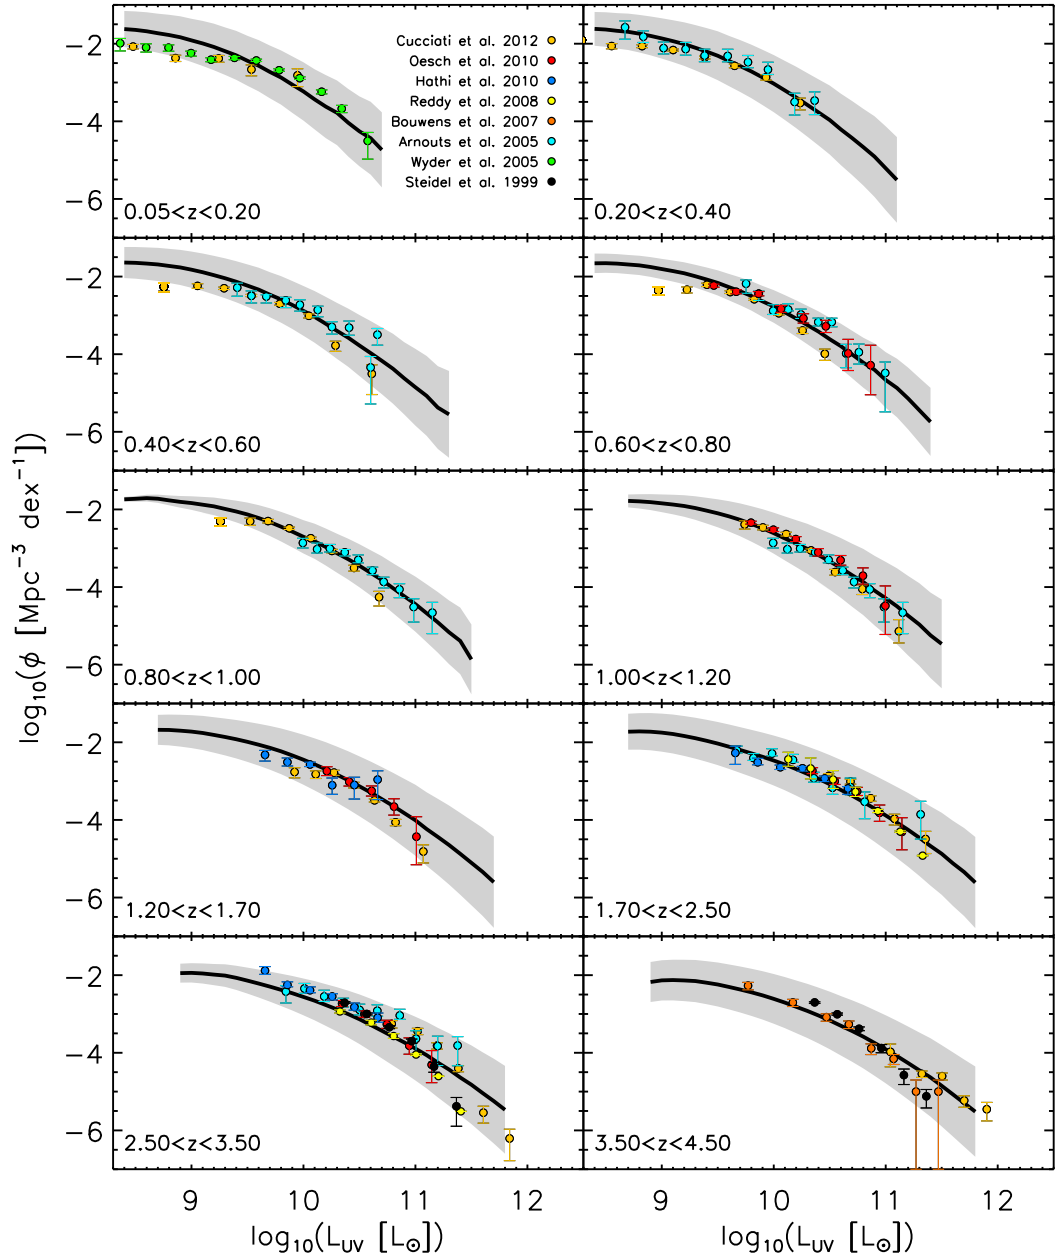 Cucciati et al. 2012
Oesch et al. 2010
Hathi et al. 2010
Reddy et al. 2008
Bouwens et al. 2007
Arnouts et al. 2005
Wyder et al. 2005
Steidel et al. 1999
−2
−4
−6
0.05<z<0.20
0.20<z<0.40
−2
−4
−6
0.40<z<0.60
0.60<z<0.80
−2
−4
−6
0.80<z<1.00
1.00<z<1.20
−2
−4
−6
1.20<z<1.70
1.70<z<2.50
−2
−4
−6
2.50<z<3.50
3.50<z<4.50
9 10 11 12
9 10 11 12
log₁₀(L_UV [L_⊙])
log₁₀(L_UV [L_⊙])
log₁₀(ϕ [Mpc⁻³ dex⁻¹])